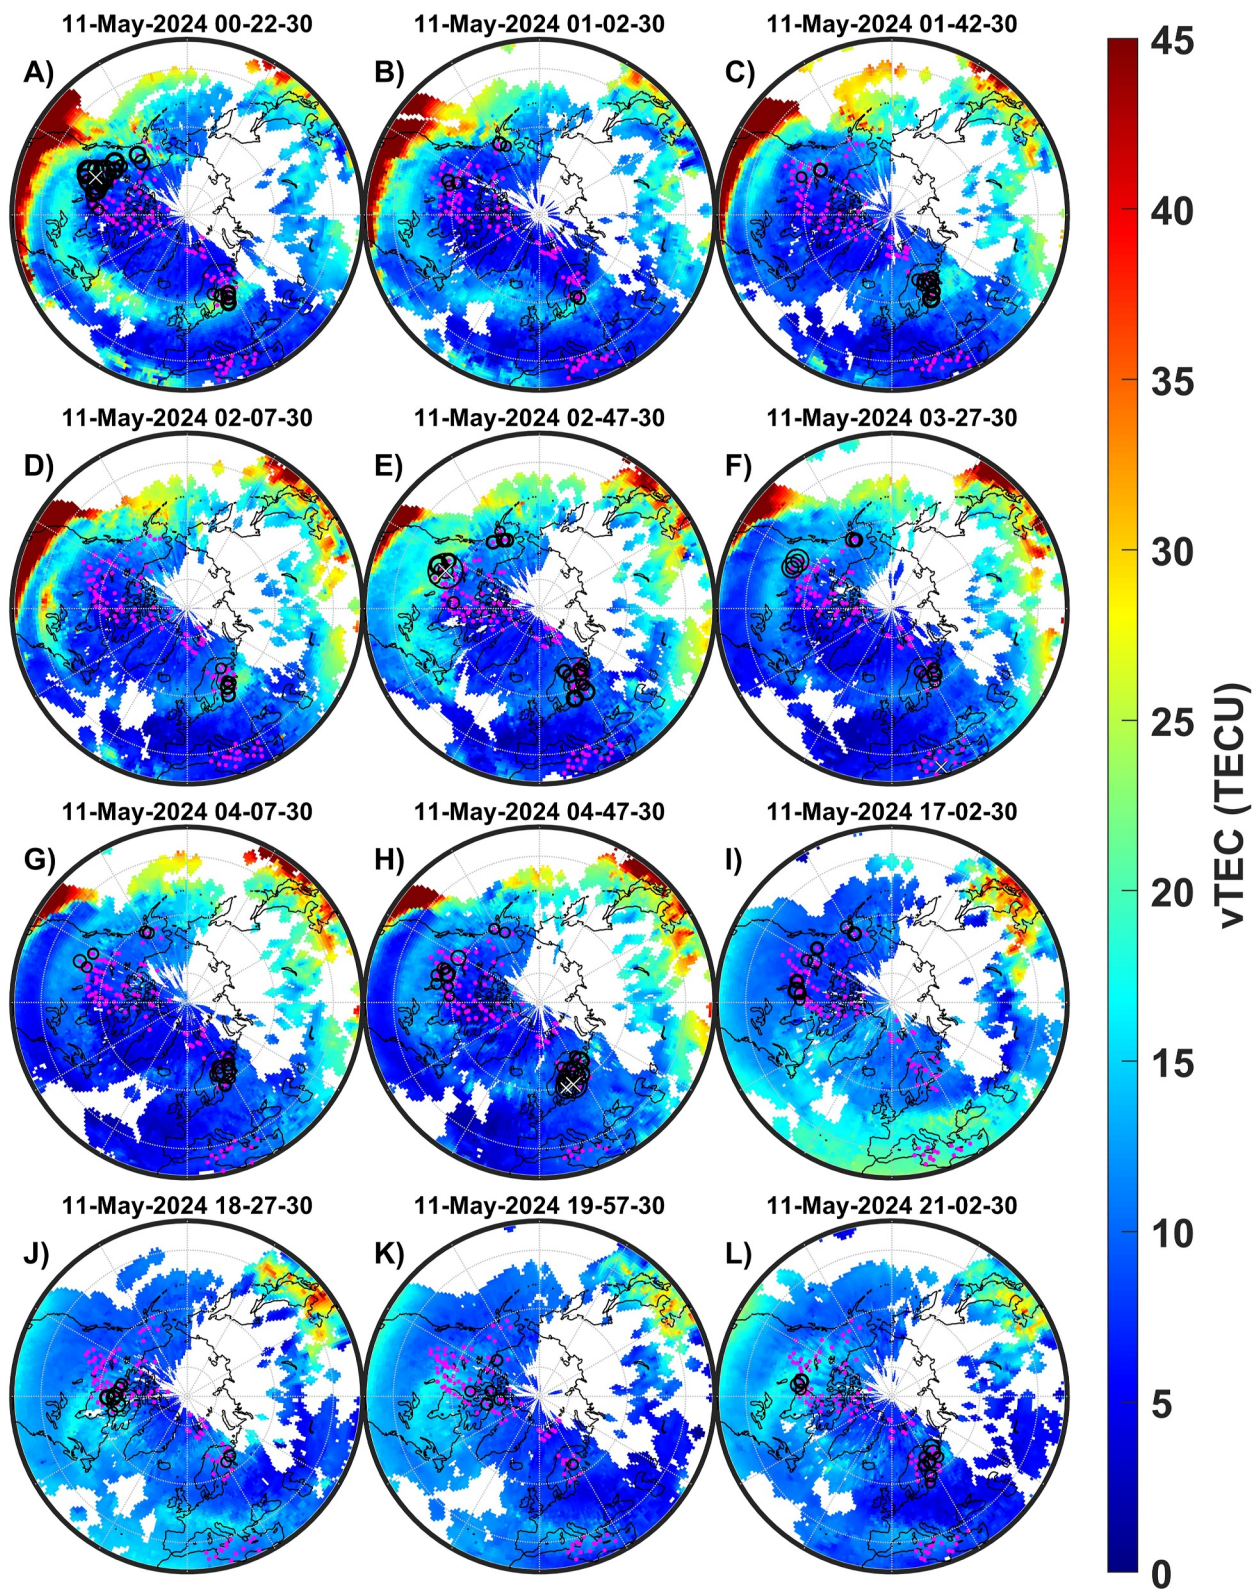 11-May-2024 00-22-30
11-May-2024 01-02-30
11-May-2024 01-42-30
A)
B)
C)
11-May-2024 02-07-30
11-May-2024 02-47-30
11-May-2024 03-27-30
D)
E)
F)
11-May-2024 04-07-30
11-May-2024 04-47-30
11-May-2024 17-02-30
G)
H)
I)
11-May-2024 18-27-30
11-May-2024 19-57-30
11-May-2024 21-02-30
J)
K)
L)
45
40
35
30
25
20
15
10
5
0
vTEC (TECU)